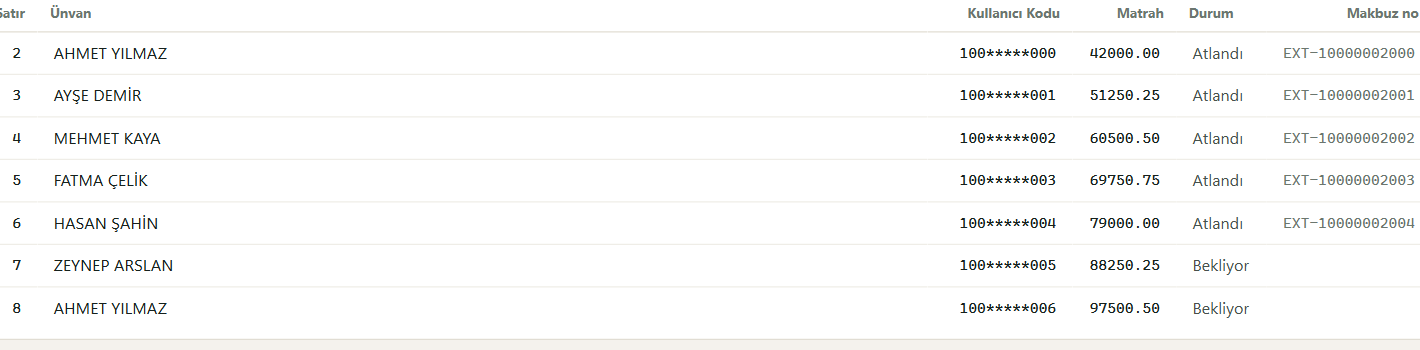 Satır Ünvan Kullanıcı Kodu Matrah Durum Makbuz no
2 AHMET YILMAZ 100*****000 42000.00 Atlandı EXT-10000002000
3 AYŞE DEMİR 100*****001 51250.25 Atlandı EXT-10000002001
4 MEHMET KAYA 100*****002 60500.50 Atlandı EXT-10000002002
5 FATMA ÇELİK 100*****003 69750.75 Atlandı EXT-10000002003
6 HASAN ŞAHİN 100*****004 79000.00 Atlandı EXT-10000002004
7 ZEYNEP ARSLAN 100*****005 88250.25 Bekliyor
8 AHMET YILMAZ 100*****006 97500.50 Bekliyor